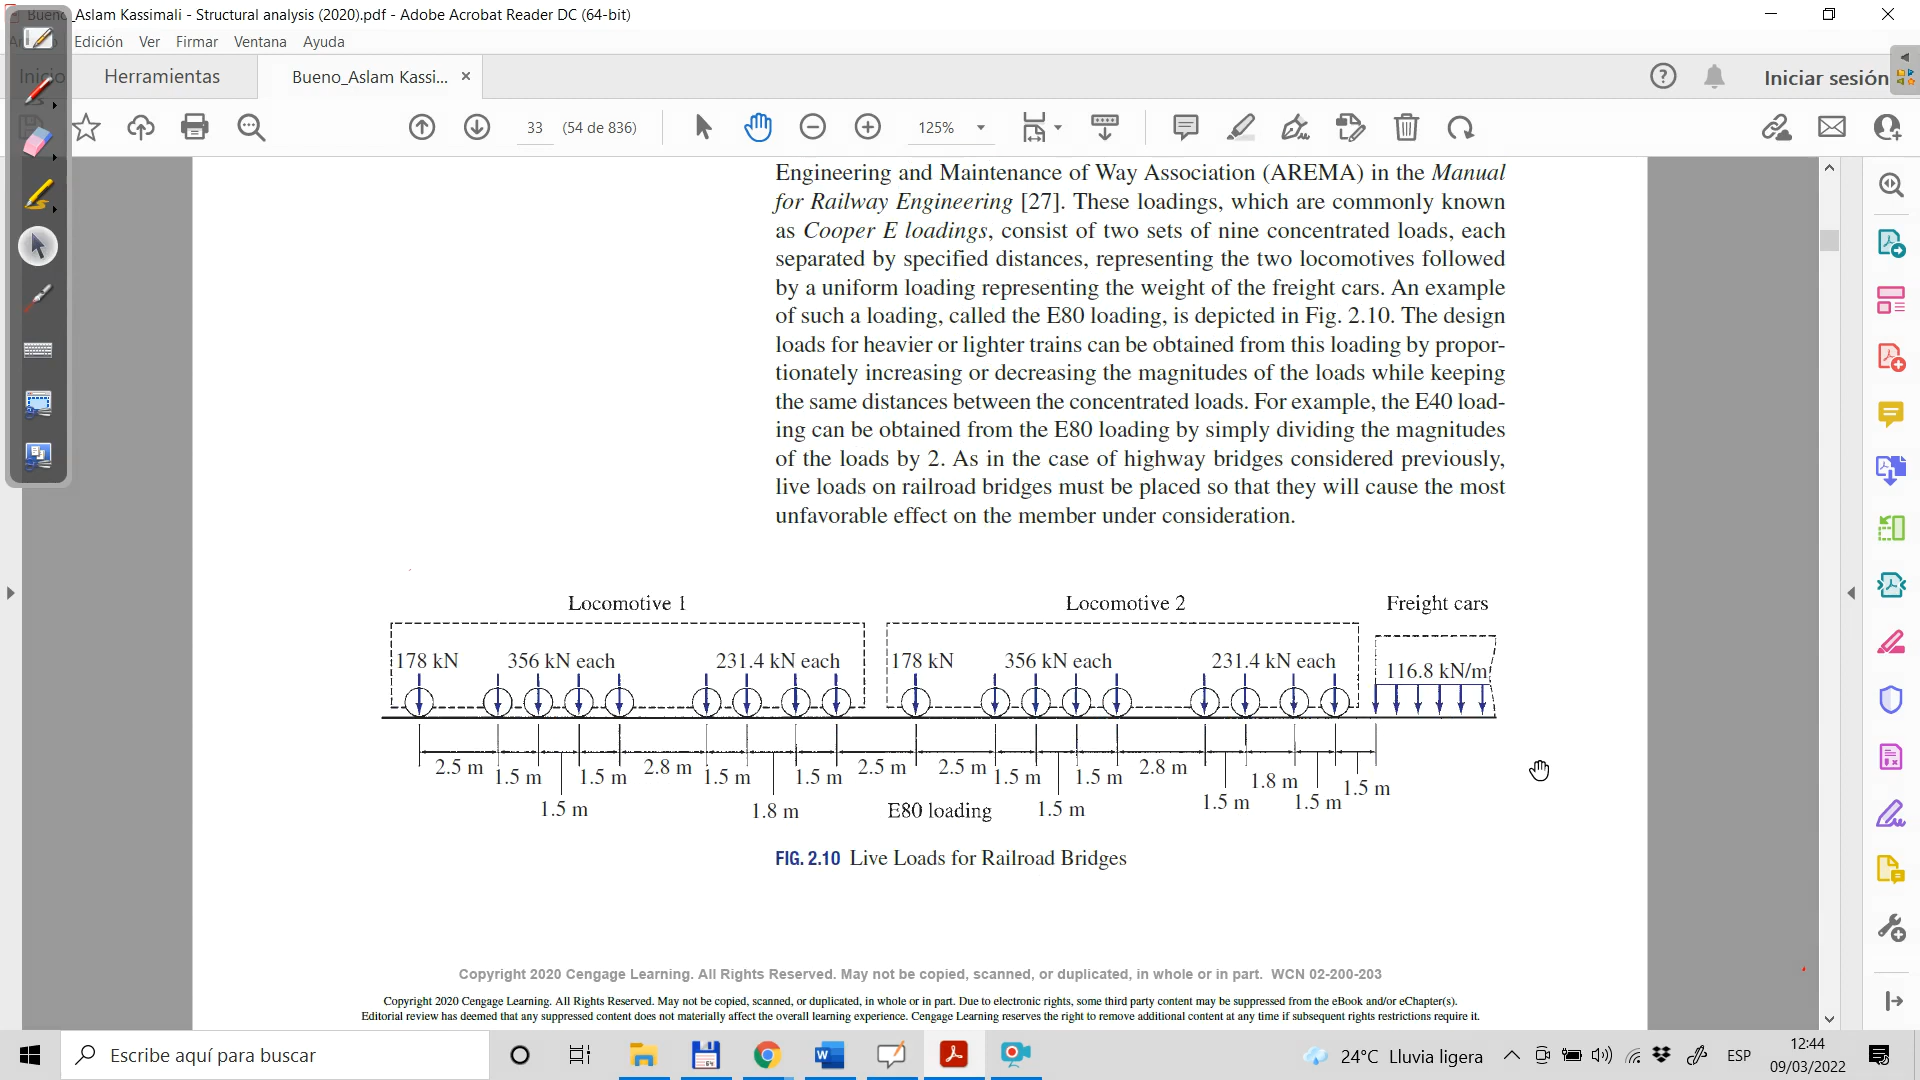 Bueno_Aslam Kassimali - Structural analysis (2020).pdf - Adobe Acrobat Reader DC (64-bit)
Edición Ver Firmar Ventana Ayuda
Inicio Herramientas Bueno_Aslam Kassi... Iniciar sesión
33 (54 de 836) 125%
Engineering and Maintenance of Way Association (AREMA) in the Manual
for Railway Engineering [27]. These loadings, which are commonly known
as Cooper E loadings, consist of two sets of nine concentrated loads, each
separated by specified distances, representing the two locomotives followed
by a uniform loading representing the weight of the freight cars. An example
of such a loading, called the E80 loading, is depicted in Fig. 2.10. The design
loads for heavier or lighter trains can be obtained from this loading by propor-
tionately increasing or decreasing the magnitudes of the loads while keeping
the same distances between the concentrated loads. For example, the E40 load-
ing can be obtained from the E80 loading by simply dividing the magnitudes
of the loads by 2. As in the case of highway bridges considered previously,
live loads on railroad bridges must be placed so that they will cause the most
unfavorable effect on the member under consideration.
Locomotive 1 Locomotive 2 Freight cars
178 kN 356 kN each 231.4 kN each 178 kN 356 kN each 231.4 kN each 116.8 kN/m
2.5 m 1.5 m 1.5 m 2.8 m 1.5 m 1.5 m 2.5 m 2.5 m 1.5 m 1.5 m 2.8 m 1.8 m 1.5 m
1.5 m 1.8 m E80 loading 1.5 m 1.5 m 1.5 m
FIG. 2.10 Live Loads for Railroad Bridges
Copyright 2020 Cengage Learning. All Rights Reserved. May not be copied, scanned, or duplicated, in whole or in part. WCN 02-200-203
Copyright 2020 Cengage Learning. All Rights Reserved. May not be copied, scanned, or duplicated, in whole or in part. Due to electronic rights, some third party content may be suppressed from the eBook and/or eChapter(s).
Editorial review has deemed that any suppressed content does not materially affect the overall learning experience. Cengage Learning reserves the right to remove additional content at any time if subsequent rights restrictions require it.
Escribe aquí para buscar 24°C Lluvia ligera ESP 12:44
09/03/2022